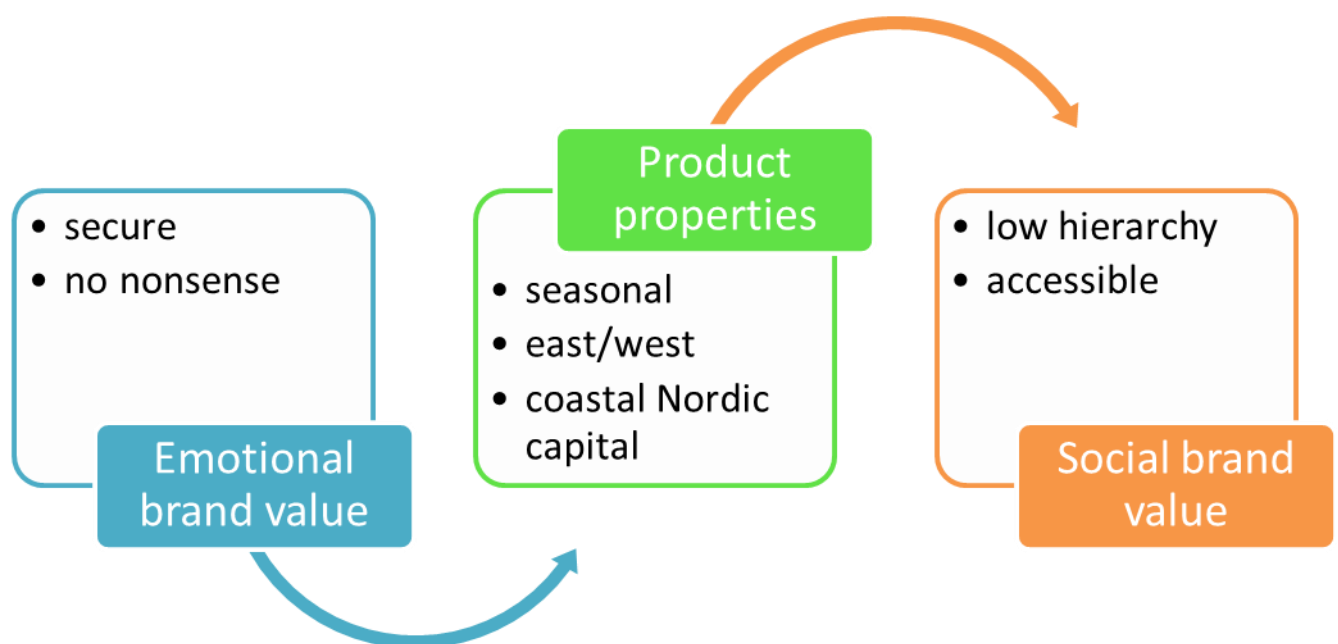 • secure
• no nonsense
Emotional
brand value
Product
properties
• seasonal
• east/west
• coastal Nordic
capital
• low hierarchy
• accessible
Social brand
value